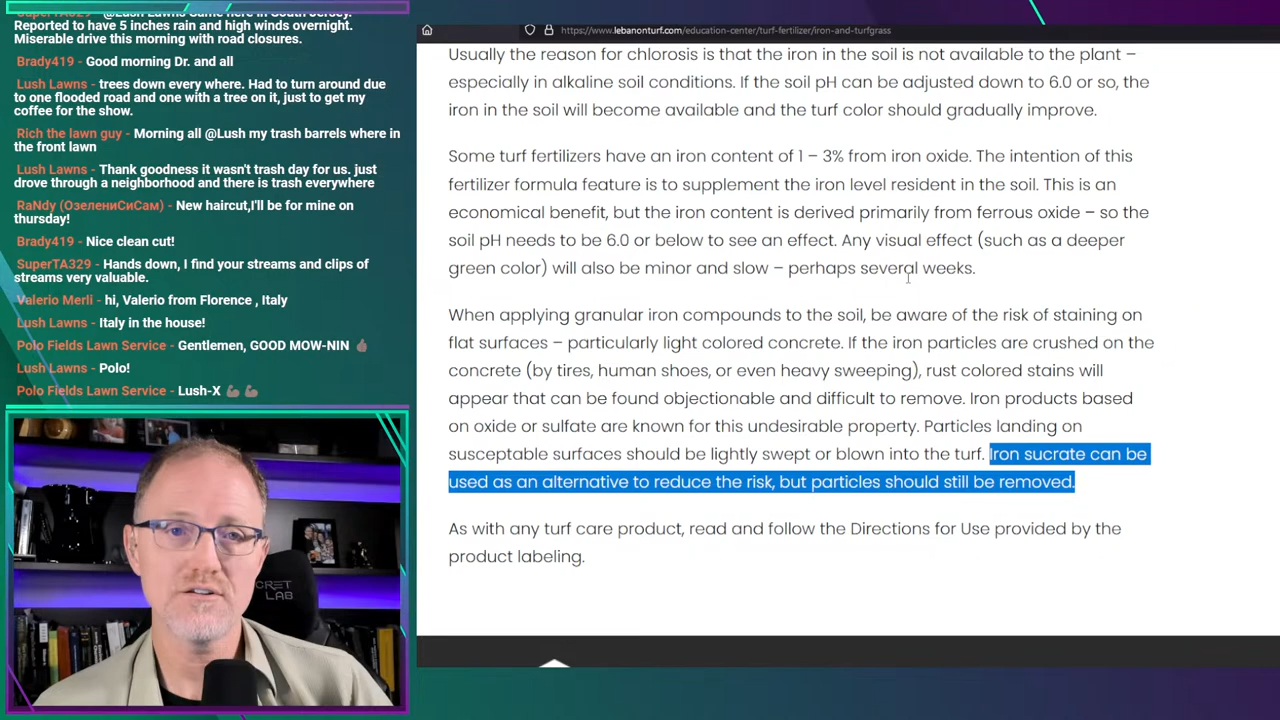 @Lush Lawns Same here in South Jersey.
Reported to have 5 inches rain and high winds overnight.
Miserable drive this morning with road closures.
Brady419 - Good morning Dr. and all
Lush Lawns - trees down every where. Had to turn around due
to one flooded road and one with a tree on it, just to get my
coffee for the show.
Rich the lawn guy - Morning all @Lush my trash barrels where in
the front lawn
Lush Lawns - Thank goodness it wasn't trash day for us. just
drove through a neighborhood and there is trash everywhere
RaNdy (ОзелениСиСам) - New haircut,I'll be for mine on
thursday!
Brady419 - Nice clean cut!
SuperTA329 - Hands down, I find your streams and clips of
streams very valuable.
Valerio Merli - hi, Valerio from Florence , Italy
Lush Lawns - Italy in the house!
Polo Fields Lawn Service - Gentlemen, GOOD MOW-NIN 👍🏽
Lush Lawns - Polo!
Polo Fields Lawn Service - Lush-X 💪🏽 💪🏽
https://www.lebanonturf.com/education-center/turf-fertilizer/iron-and-turfgrass
Usually the reason for chlorosis is that the iron in the soil is not available to the plant –
especially in alkaline soil conditions. If the soil pH can be adjusted down to 6.0 or so, the
iron in the soil will become available and the turf color should gradually improve.
Some turf fertilizers have an iron content of 1 – 3% from iron oxide. The intention of this
fertilizer formula feature is to supplement the iron level resident in the soil. This is an
economical benefit, but the iron content is derived primarily from ferrous oxide – so the
soil pH needs to be 6.0 or below to see an effect. Any visual effect (such as a deeper
green color) will also be minor and slow – perhaps several weeks.
When applying granular iron compounds to the soil, be aware of the risk of staining on
flat surfaces – particularly light colored concrete. If the iron particles are crushed on the
concrete (by tires, human shoes, or even heavy sweeping), rust colored stains will
appear that can be found objectionable and difficult to remove. Iron products based
on oxide or sulfate are known for this undesirable property. Particles landing on
susceptable surfaces should be lightly swept or blown into the turf. Iron sucrate can be
used as an alternative to reduce the risk, but particles should still be removed.
As with any turf care product, read and follow the Directions for Use provided by the
product labeling.
CRET
LAB